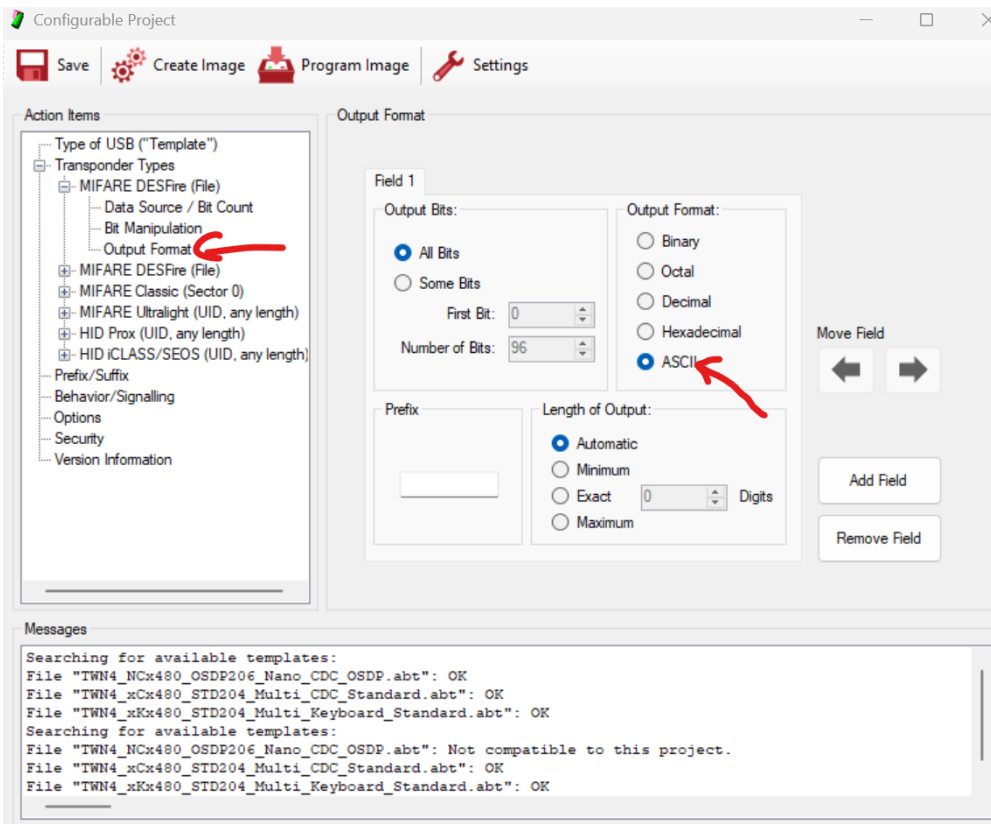 Configurable Project
Save
Create Image
Program Image
Settings
Action Items
Type of USB ("Template")
Transponder Types
MIFARE DESFire (File)
Data Source / Bit Count
Bit Manipulation
Output Format
MIFARE DESFire (File)
MIFARE Classic (Sector 0)
MIFARE Ultralight (UID, any length)
HID Prox (UID, any length)
HID iCLASS/SEOS (UID, any length)
Prefix/Suffix
Behavior/Signalling
Options
Security
Version Information
Output Format
Field 1
Output Bits:
All Bits
Some Bits
First Bit: 0
Number of Bits: 96
Output Format:
Binary
Octal
Decimal
Hexadecimal
ASCII
Prefix
Length of Output:
Automatic
Minimum
Exact 0 Digits
Maximum
Move Field
Add Field
Remove Field
Messages
Searching for available templates:
File "TWN4_NCx480_OSDP206_Nano_CDC_OSDP.abt": OK
File "TWN4_xCx480_STD204_Multi_CDC_Standard.abt": OK
File "TWN4_xKx480_STD204_Multi_Keyboard_Standard.abt": OK
Searching for available templates:
File "TWN4_NCx480_OSDP206_Nano_CDC_OSDP.abt": Not compatible to this project.
File "TWN4_xCx480_STD204_Multi_CDC_Standard.abt": OK
File "TWN4_xKx480_STD204_Multi_Keyboard_Standard.abt": OK